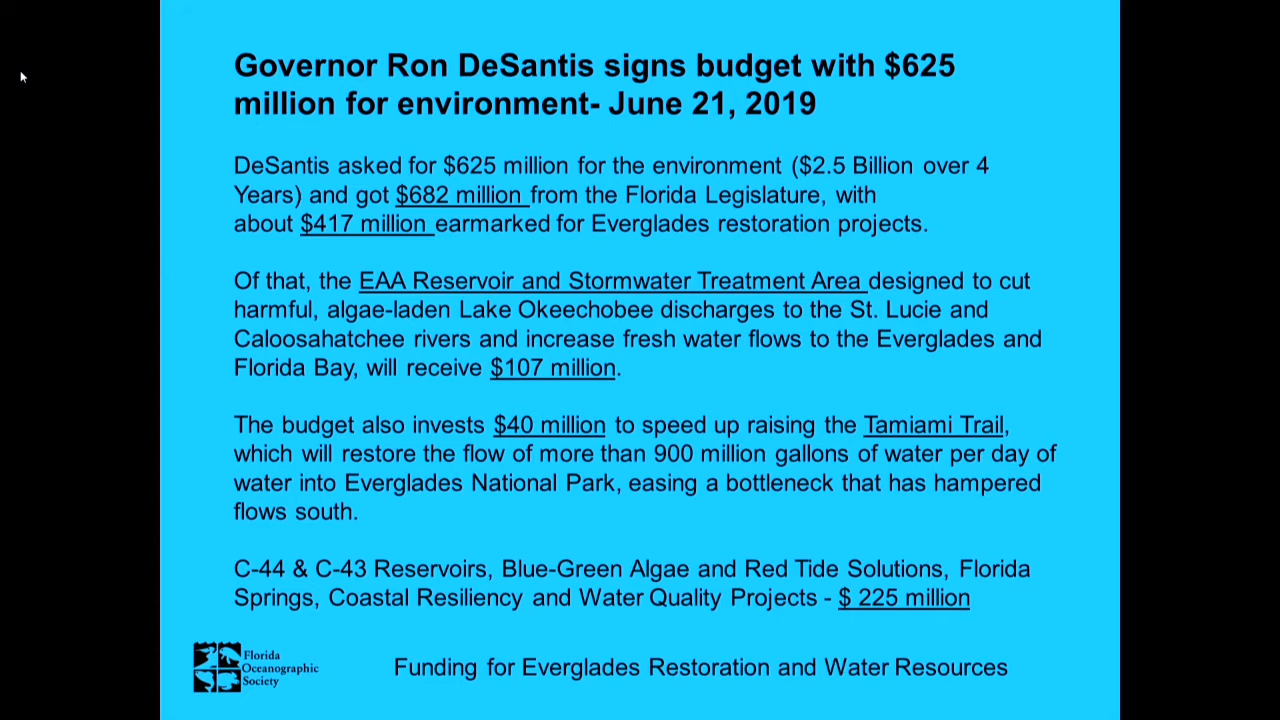 Governor Ron DeSantis signs budget with $625
million for environment- June 21, 2019
DeSantis asked for $625 million for the environment ($2.5 Billion over 4
Years) and got $682 million from the Florida Legislature, with
about $417 million earmarked for Everglades restoration projects.
Of that, the EAA Reservoir and Stormwater Treatment Area designed to cut
harmful, algae-laden Lake Okeechobee discharges to the St. Lucie and
Caloosahatchee rivers and increase fresh water flows to the Everglades and
Florida Bay, will receive $107 million.
The budget also invests $40 million to speed up raising the Tamiami Trail,
which will restore the flow of more than 900 million gallons of water per day of
water into Everglades National Park, easing a bottleneck that has hampered
flows south.
C-44 & C-43 Reservoirs, Blue-Green Algae and Red Tide Solutions, Florida
Springs, Coastal Resiliency and Water Quality Projects - $ 225 million
Florida
Oceanographic
Society
Funding for Everglades Restoration and Water Resources